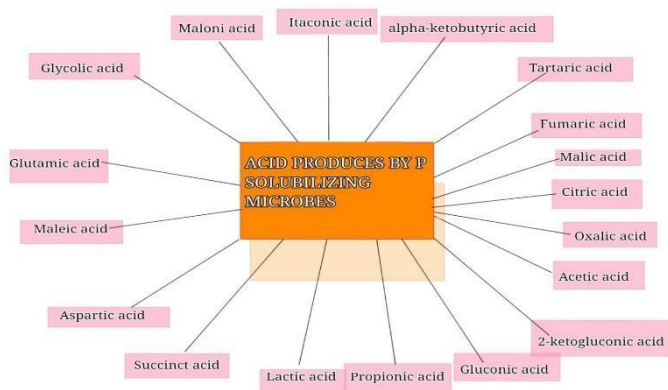 Itaconic acid
Maloni acid
alpha-ketobutyric acid
Glycolic acid
Tartaric acid
Fumaric acid
Malic acid
Citric acid
Oxalic acid
Acetic acid
2-ketogluconic acid
Gluconic acid
Propionic acid
Lactic acid
Succinct acid
Aspartic acid
Maleic acid
Glutamic acid
ACID PRODUCES BY P
SOLUBILIZING
MICROBES